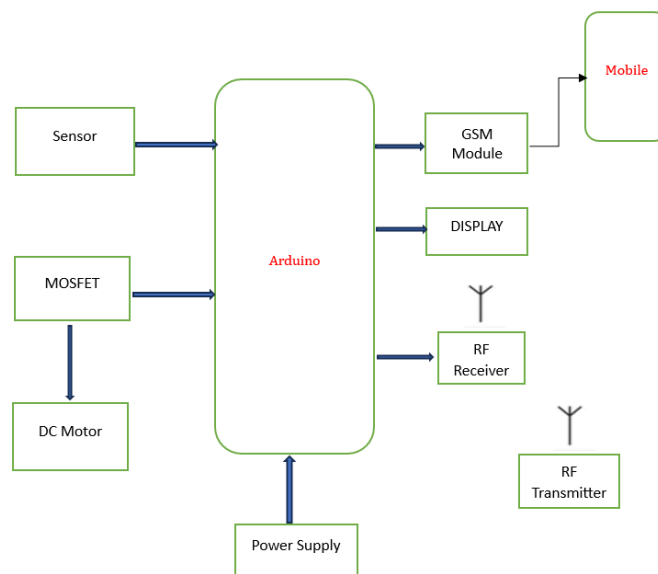 Mobile
Sensor
GSM
Module
DISPLAY
Arduino
MOSFET
RF
Receiver
DC Motor
RF
Transmitter
Power Supply